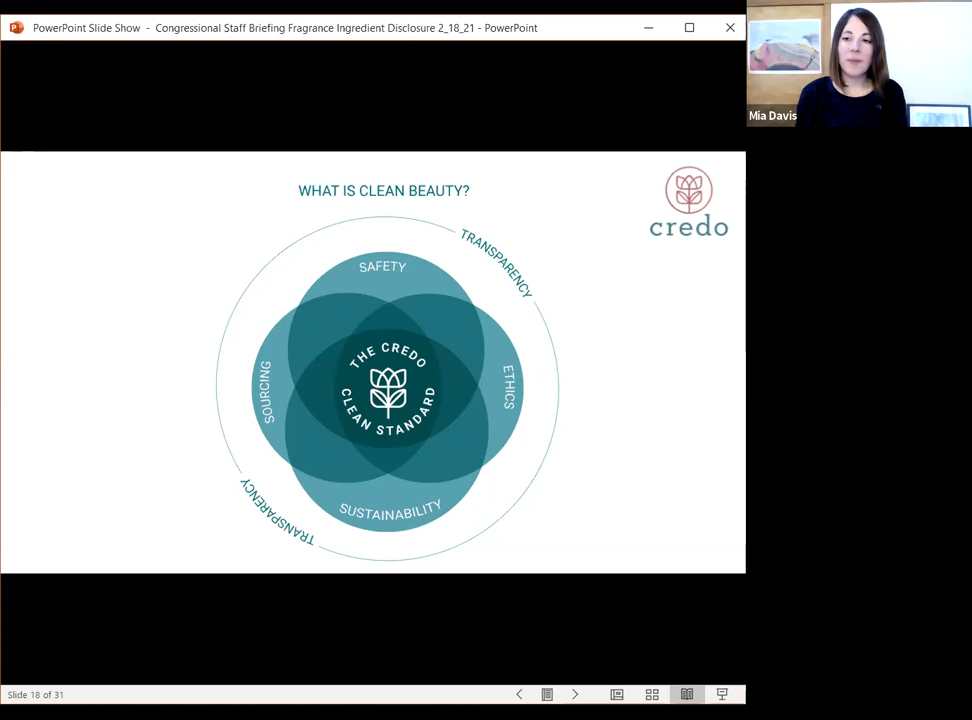 PowerPoint Slide Show - Congressional Staff Briefing Fragrance Ingredient Disclosure 2_18_21 - PowerPoint
Mia Davis
WHAT IS CLEAN BEAUTY?
credo
TRANSPARENCY
SAFETY
SOURCING
THE CREDO
CLEAN STANDARD
ETHICS
SUSTAINABILITY
TRANSPARENCY
Slide 18 of 31